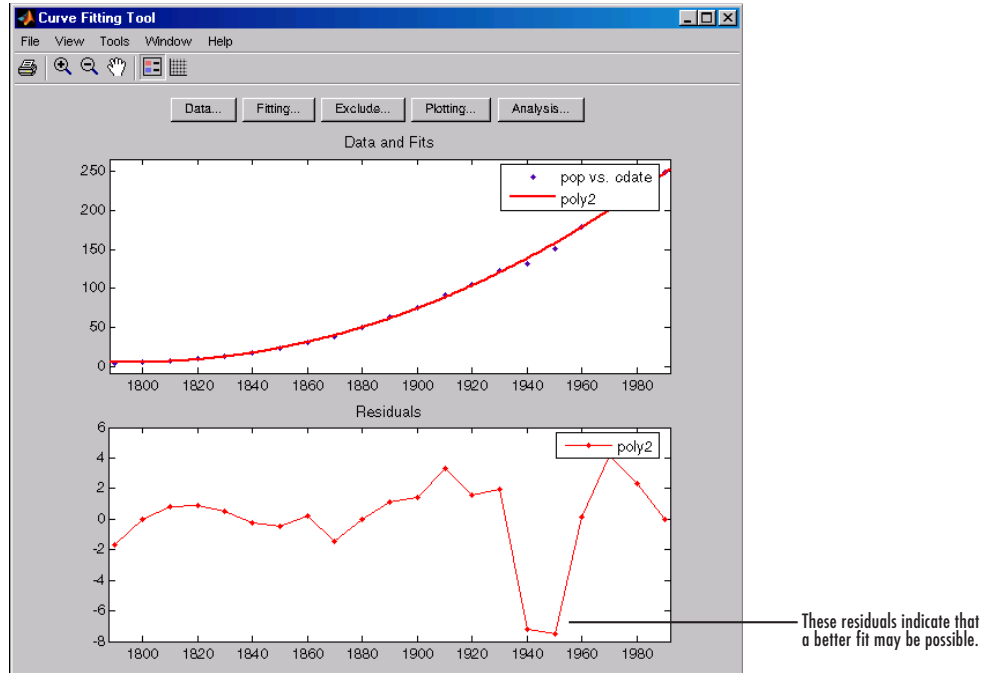 Curve Fitting Tool
File View Tools Window Help
Data... Fitting... Exclude... Plotting... Analysis...
Data and Fits
250
200
150
100
50
0
pop vs. cdate
poly2
1800 1820 1840 1860 1880 1900 1920 1940 1960 1980
Residuals
6
4
2
0
-2
-4
-6
-8
poly2
1800 1820 1840 1860 1880 1900 1920 1940 1960 1980
These residuals indicate that
a better fit may be possible.